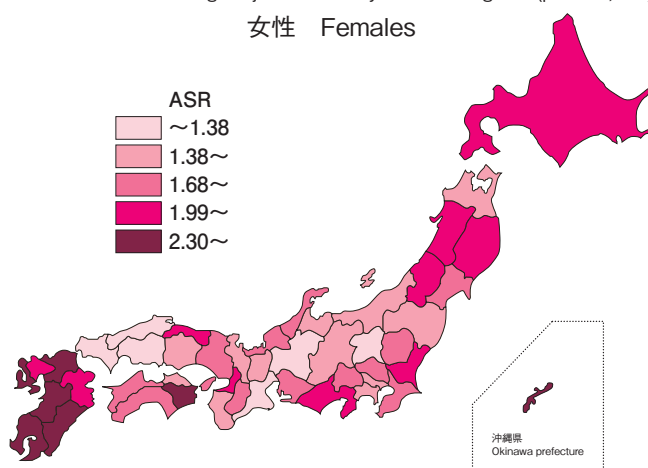 女性 Females
ASR
〜1.38
1.38〜
1.68〜
1.99〜
2.30〜
沖縄県
Okinawa prefecture